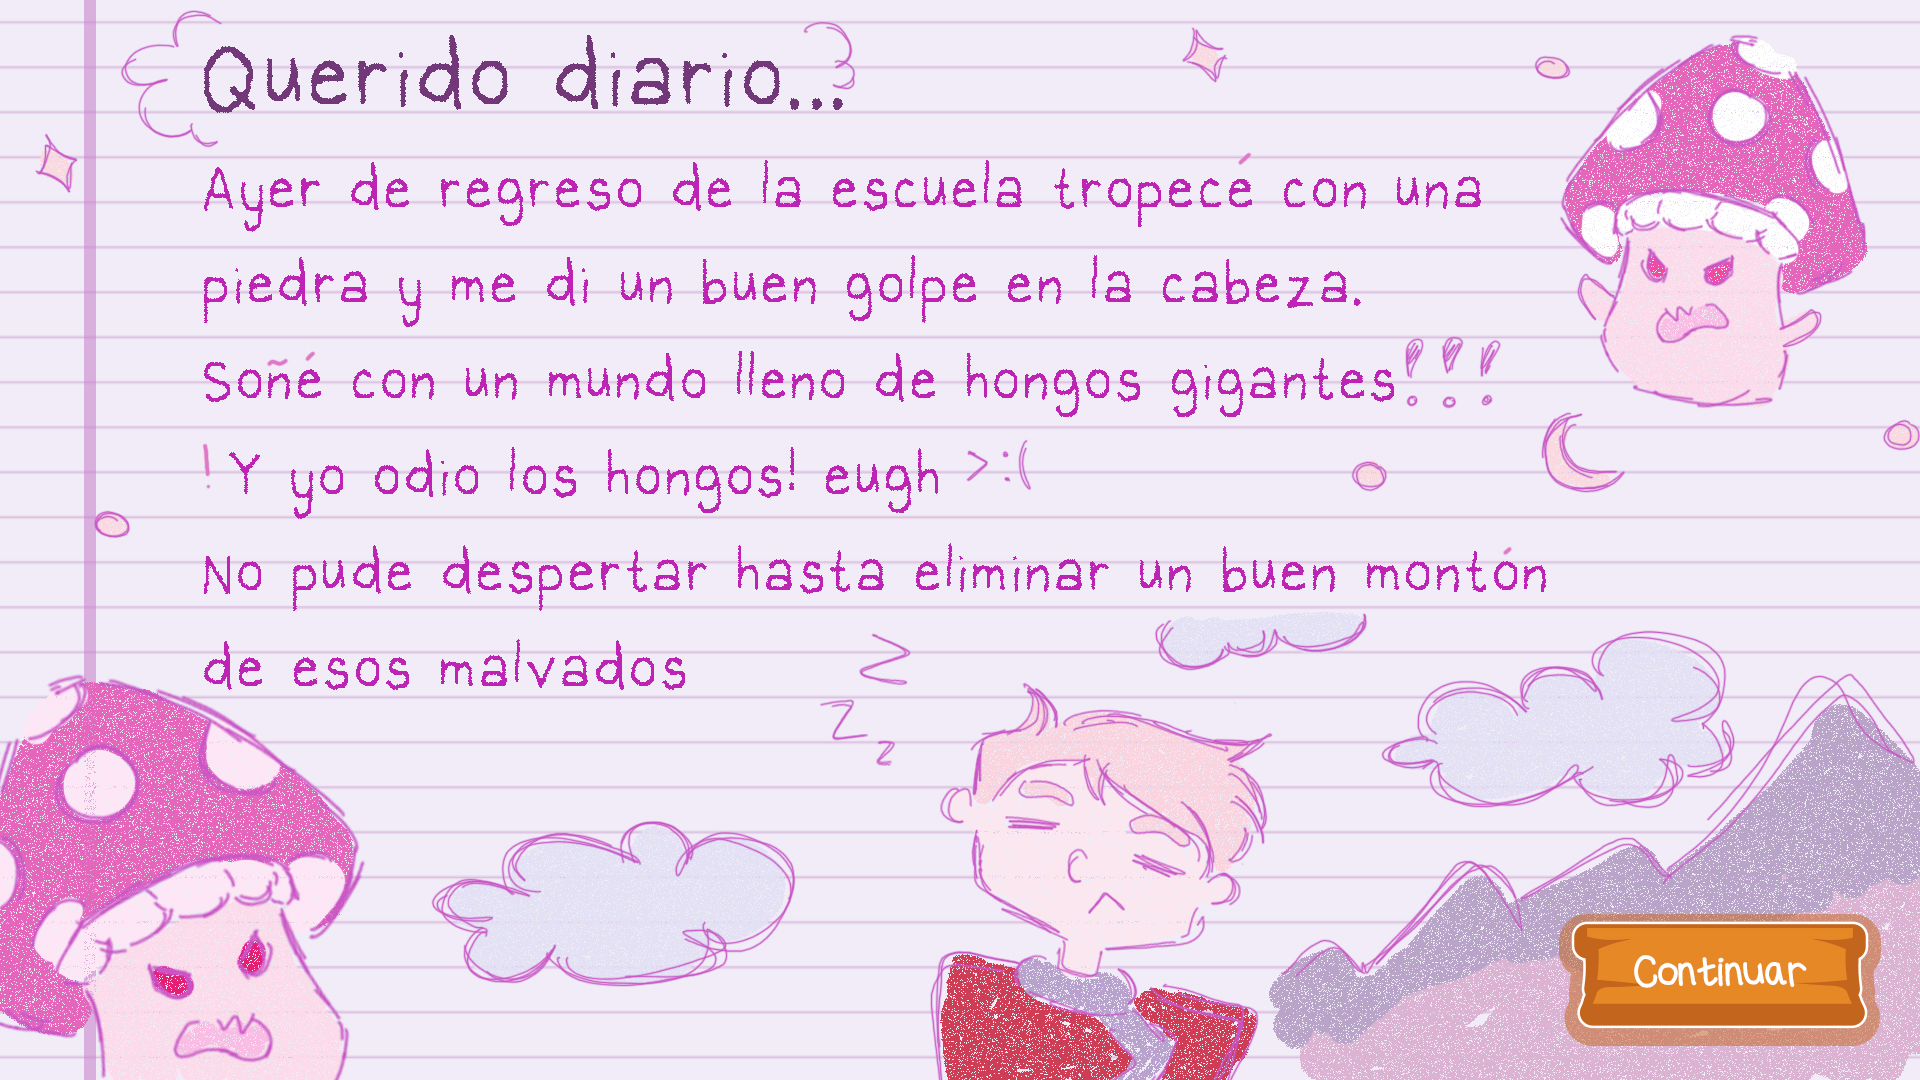 Querido diario...
Ayer de regreso de la escuela tropecé con una
piedra y me di un buen golpe en la cabeza.
Soñé con un mundo lleno de hongos gigantes!!!
¡Y yo odio los hongos! eugh >:(
No pude despertar hasta eliminar un buen montón
de esos malvados
Z
Z
z
Continuar